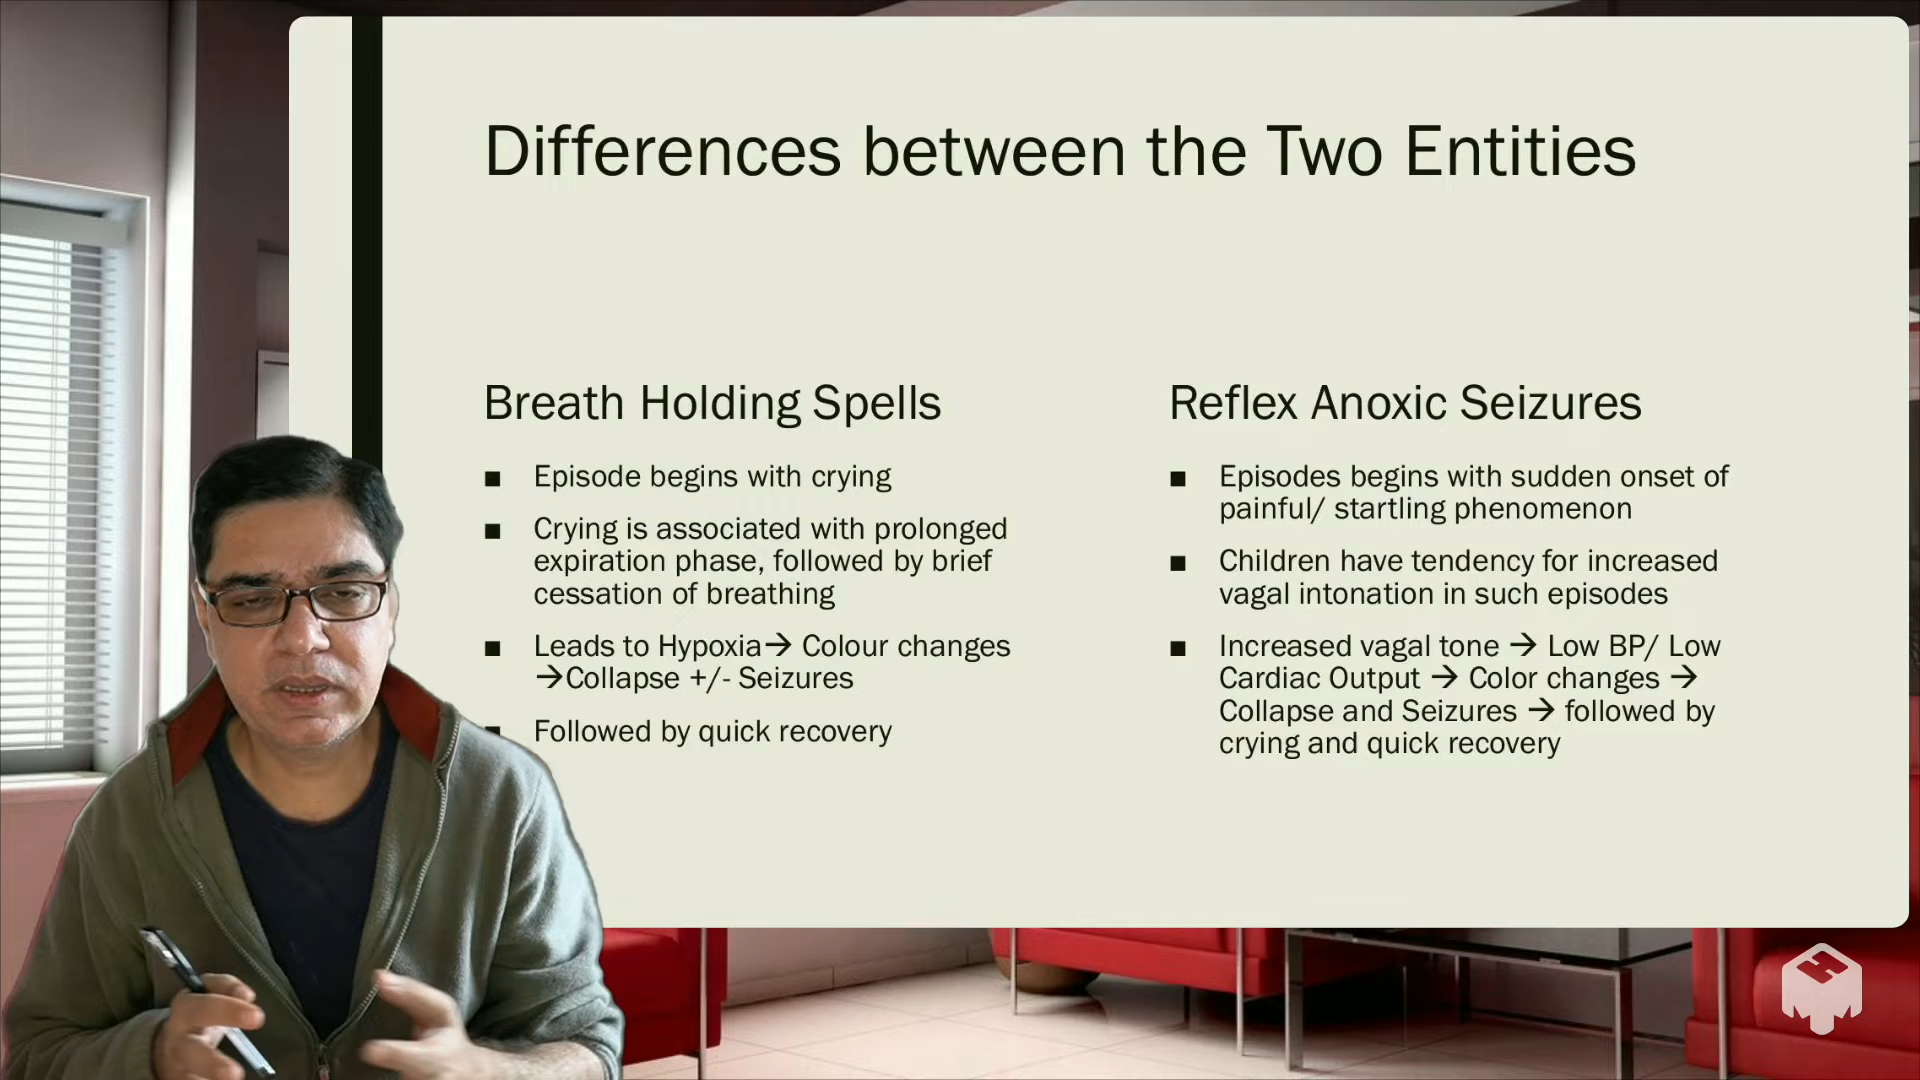 Differences between the Two Entities
Breath Holding Spells
■ Episode begins with crying
■ Crying is associated with prolonged
expiration phase, followed by brief
cessation of breathing
■ Leads to Hypoxia→ Colour changes
→Collapse +/- Seizures
■ Followed by quick recovery
Reflex Anoxic Seizures
■ Episodes begins with sudden onset of
painful/ startling phenomenon
■ Children have tendency for increased
vagal intonation in such episodes
■ Increased vagal tone → Low BP/ Low
Cardiac Output → Color changes →
Collapse and Seizures → followed by
crying and quick recovery